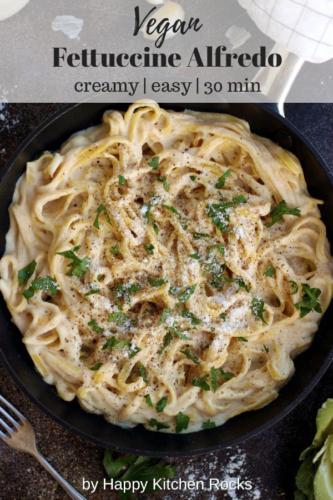 Vegan
Fettuccine Alfredo
creamy | easy | 30 min
by Happy Kitchen Rocks